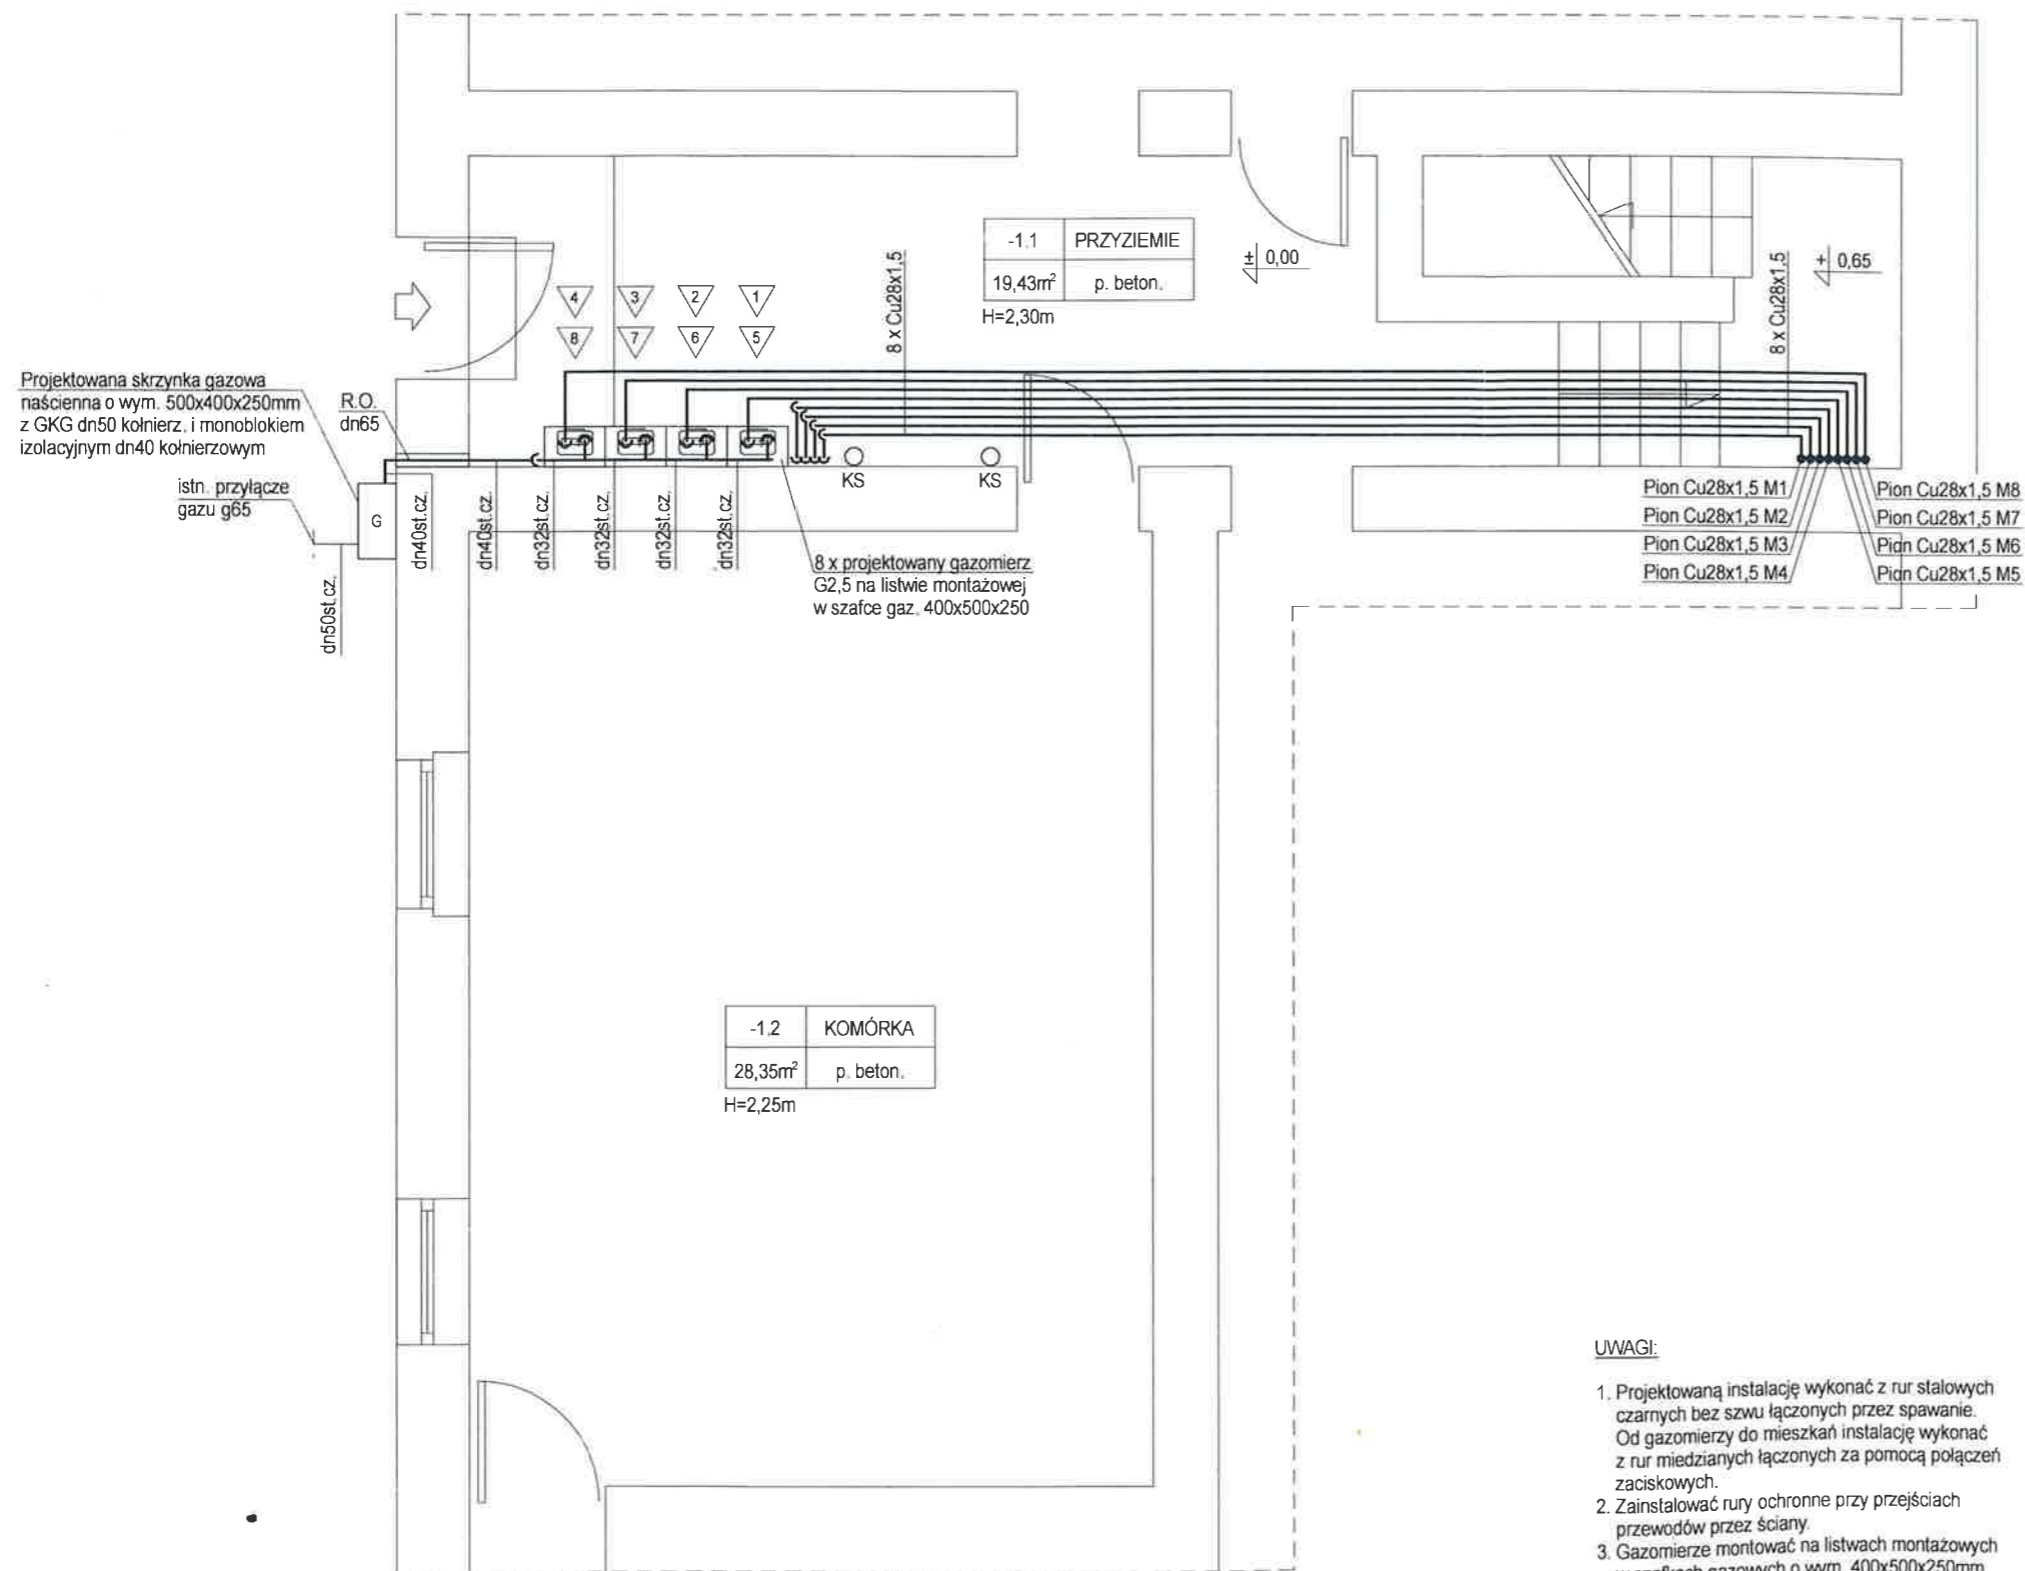 -1.1 PRZYZIEMIE
19,43m² p. beton.
H=2,30m
± 0,00
+ 0,65
8 x Cu28x1,5
8 x Cu28x1,5
4 3 2 1
8 7 6 5
Projektowana skrzynka gazowa
naścienna o wym. 500x400x250mm
z GKG dn50 kołnierz. i monoblokiem
izolacyjnym dn40 kołnierzowym
R.O.
dn65
istn. przyłącze
gazu g65
G
dn50st.cz.
dn40st.cz.
dn40st.cz.
dn32st.cz.
dn32st.cz.
dn32st.cz.
dn32st.cz.
KS
KS
8 x projektowany gazomierz
G2,5 na listwie montażowej
w szafce gaz. 400x500x250
Pion Cu28x1,5 M1
Pion Cu28x1,5 M2
Pion Cu28x1,5 M3
Pion Cu28x1,5 M4
Pion Cu28x1,5 M8
Pion Cu28x1,5 M7
Pion Cu28x1,5 M6
Pion Cu28x1,5 M5
-1.2 KOMÓRKA
28,35m² p. beton.
H=2,25m
UWAGI:
1. Projektowaną instalację wykonać z rur stalowych
czarnych bez szwu łączonych przez spawanie.
Od gazomierzy do mieszkań instalację wykonać
z rur miedzianych łączonych za pomocą połączeń
zaciskowych.
2. Zainstalować rury ochronne przy przejściach
przewodów przez ściany.
3. Gazomierze montować na listwach montażowych
w szafkach gazowych o wym. 400x500x250mm